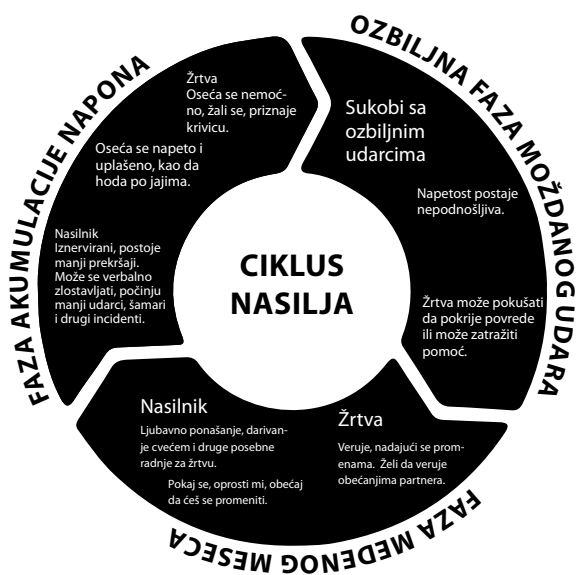 CIKLUS
NASILJA
FAZA AKUMULACIJE NAPONA
Žrtva
Oseća se nemoć-
no, žali se, priznaje
krivicu.
Oseća se napeto i
uplašeno, kao da
hoda po jajima.
Nasilnik
Iznervirani, postoje
manji prekršaji.
Može se verbalno
zlostavljati, počinju
manji udarci, šamari
i drugi incidenti.
OZBILJNA FAZA MOŽDANOG UDARA
Sukobi sa
ozbiljnim
udarcima
Napetost postaje
nepodnošljiva.
Žrtva može pokušati
da pokrije povrede
ili može zatražiti
pomoć.
FAZA MEDENOG MESECA
Nasilnik
Ljubavno ponašanje, darivan-
je cvećem i druge posebne
radnje za žrtvu.
Pokaj se, oprosti mi, obećaj
da ćeš se promeniti.
Žrtva
Veruje, nadajući se prom-
enama. Želi da veruje
obećanjima partnera.